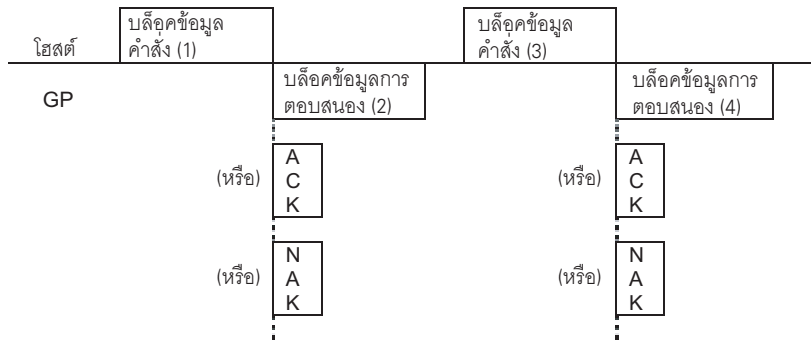 บล็อคข้อมูล
คำสั่ง (1)
บล็อคข้อมูล
คำสั่ง (3)
โฮสต์
GP
บล็อคข้อมูลการ
ตอบสนอง (2)
บล็อคข้อมูลการ
ตอบสนอง (4)
(หรือ)
A
C
K
(หรือ)
A
C
K
(หรือ)
N
A
K
(หรือ)
N
A
K